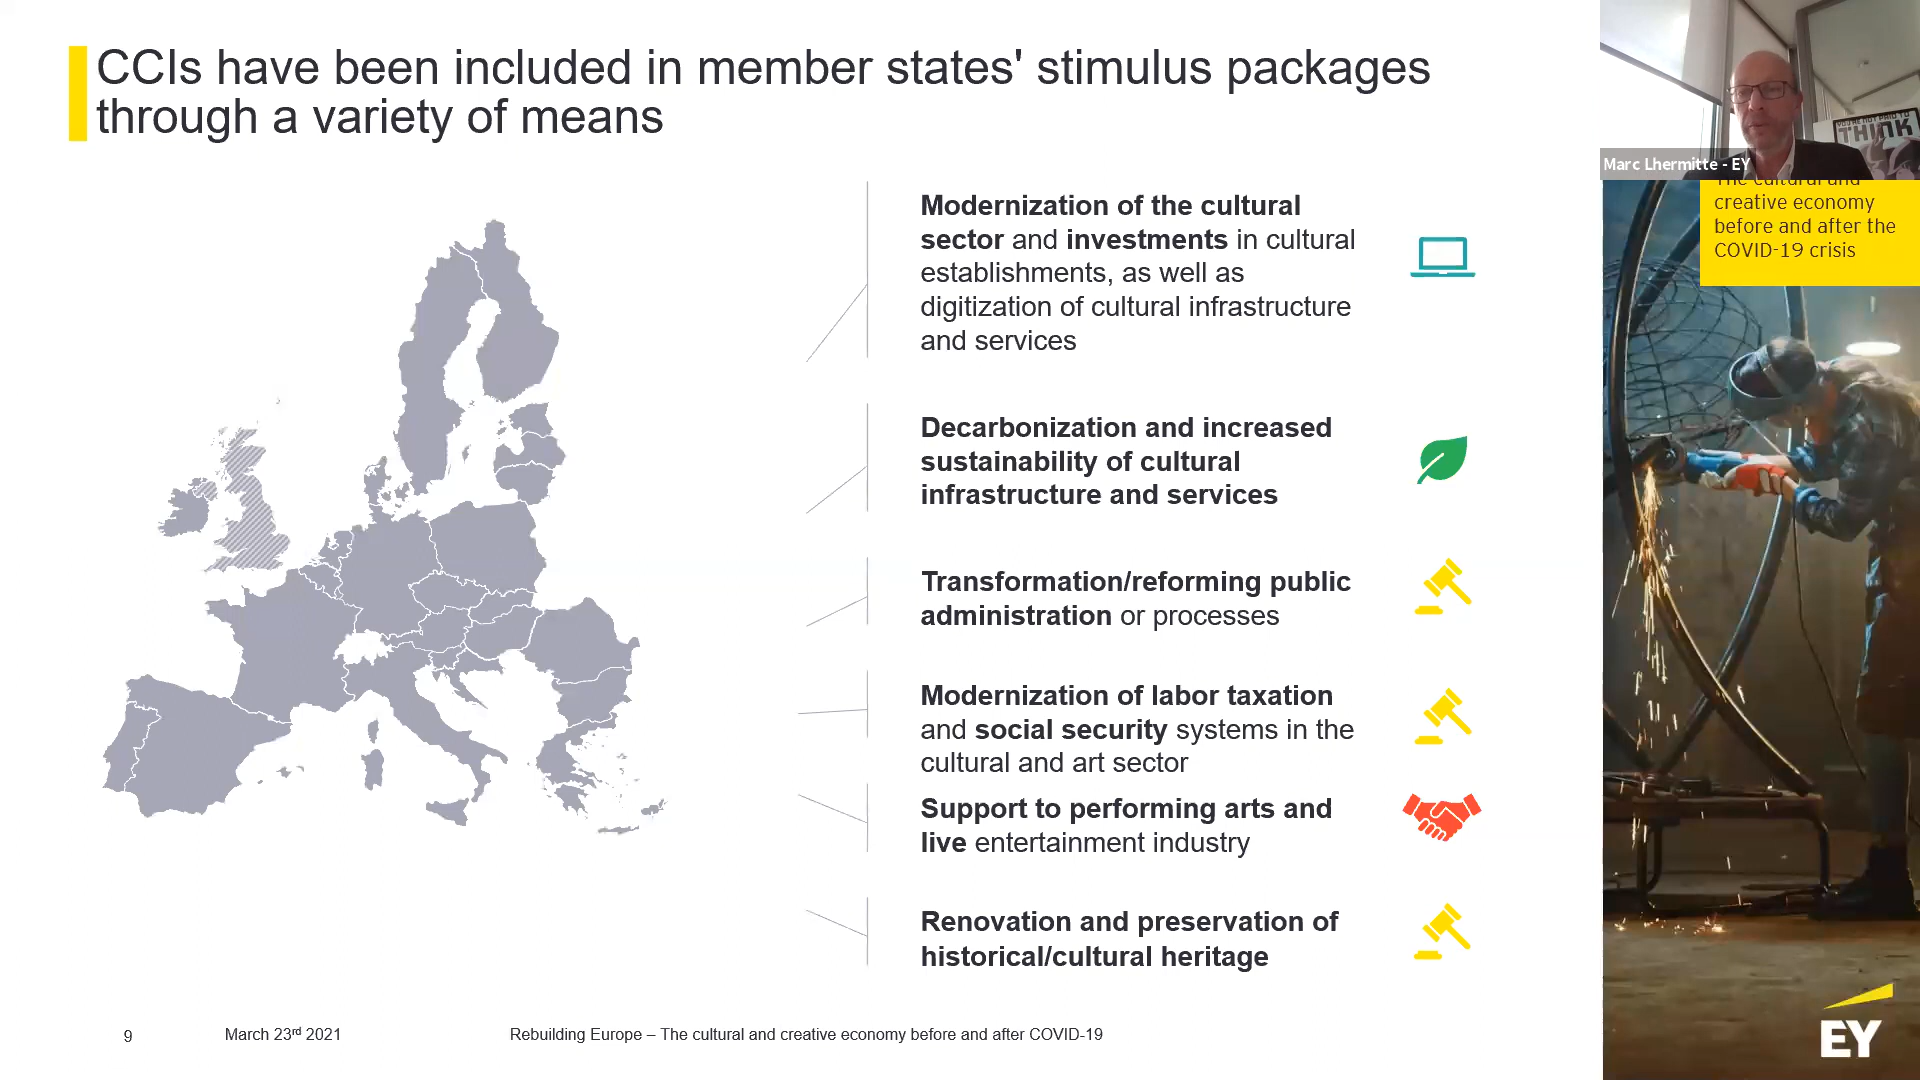 CCIs have been included in member states' stimulus packages
through a variety of means
Modernization of the cultural
sector and investments in cultural
establishments, as well as
digitization of cultural infrastructure
and services
Decarbonization and increased
sustainability of cultural
infrastructure and services
Transformation/reforming public
administration or processes
Modernization of labor taxation
and social security systems in the
cultural and art sector
Support to performing arts and
live entertainment industry
Renovation and preservation of
historical/cultural heritage
9
March 23rd 2021
Rebuilding Europe – The cultural and creative economy before and after COVID-19
THINK
Marc Lhermitte - EY
The cultural and
creative economy
before and after the
COVID-19 crisis
EY